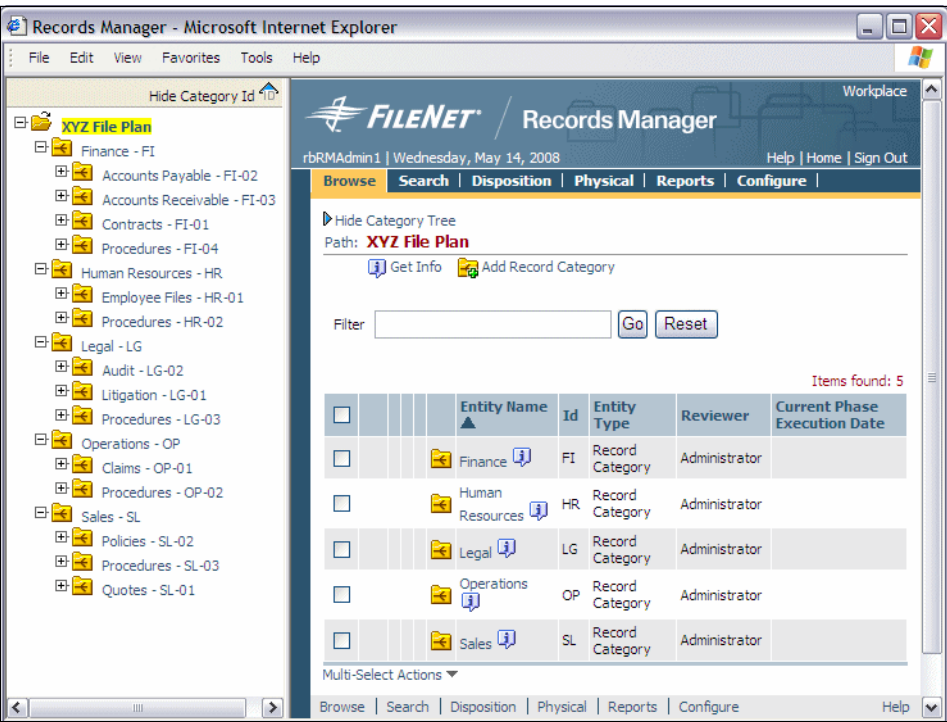 Records Manager - Microsoft Internet Explorer
File Edit View Favorites Tools Help
Hide Category Id ID
XYZ File Plan
Finance - FI
Accounts Payable - FI-02
Accounts Receivable - FI-03
Contracts - FI-01
Procedures - FI-04
Human Resources - HR
Employee Files - HR-01
Procedures - HR-02
Legal - LG
Audit - LG-02
Litigation - LG-01
Procedures - LG-03
Operations - OP
Claims - OP-01
Procedures - OP-02
Sales - SL
Policies - SL-02
Procedures - SL-03
Quotes - SL-01
Workplace
FILENET / Records Manager
rbRMAdmin1 | Wednesday, May 14, 2008 Help | Home | Sign Out
Browse Search | Disposition | Physical | Reports | Configure |
Hide Category Tree
Path: XYZ File Plan
Get Info Add Record Category
Filter Go Reset
Items found: 5
Entity Name Id Entity Type Reviewer Current Phase Execution Date
Finance FI Record Category Administrator
Human Resources HR Record Category Administrator
Legal LG Record Category Administrator
Operations OP Record Category Administrator
Sales SL Record Category Administrator
Multi-Select Actions
Browse | Search | Disposition | Physical | Reports | Configure Help